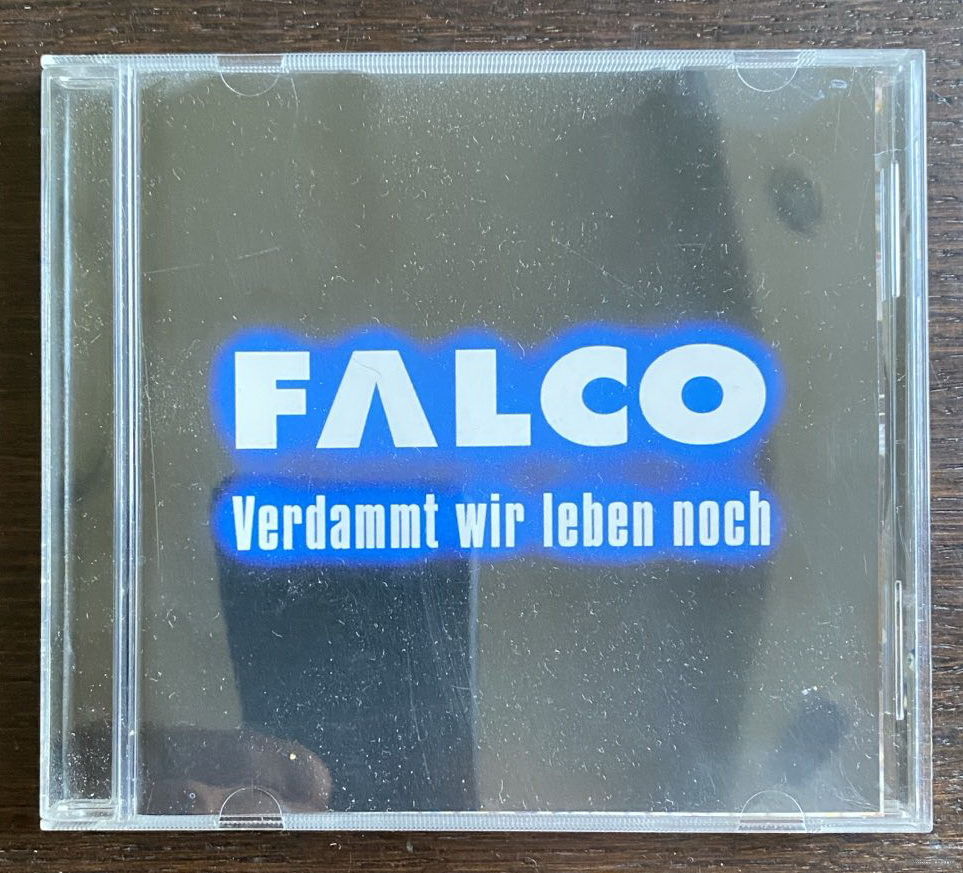 FALCO
Verdammt wir leben noch